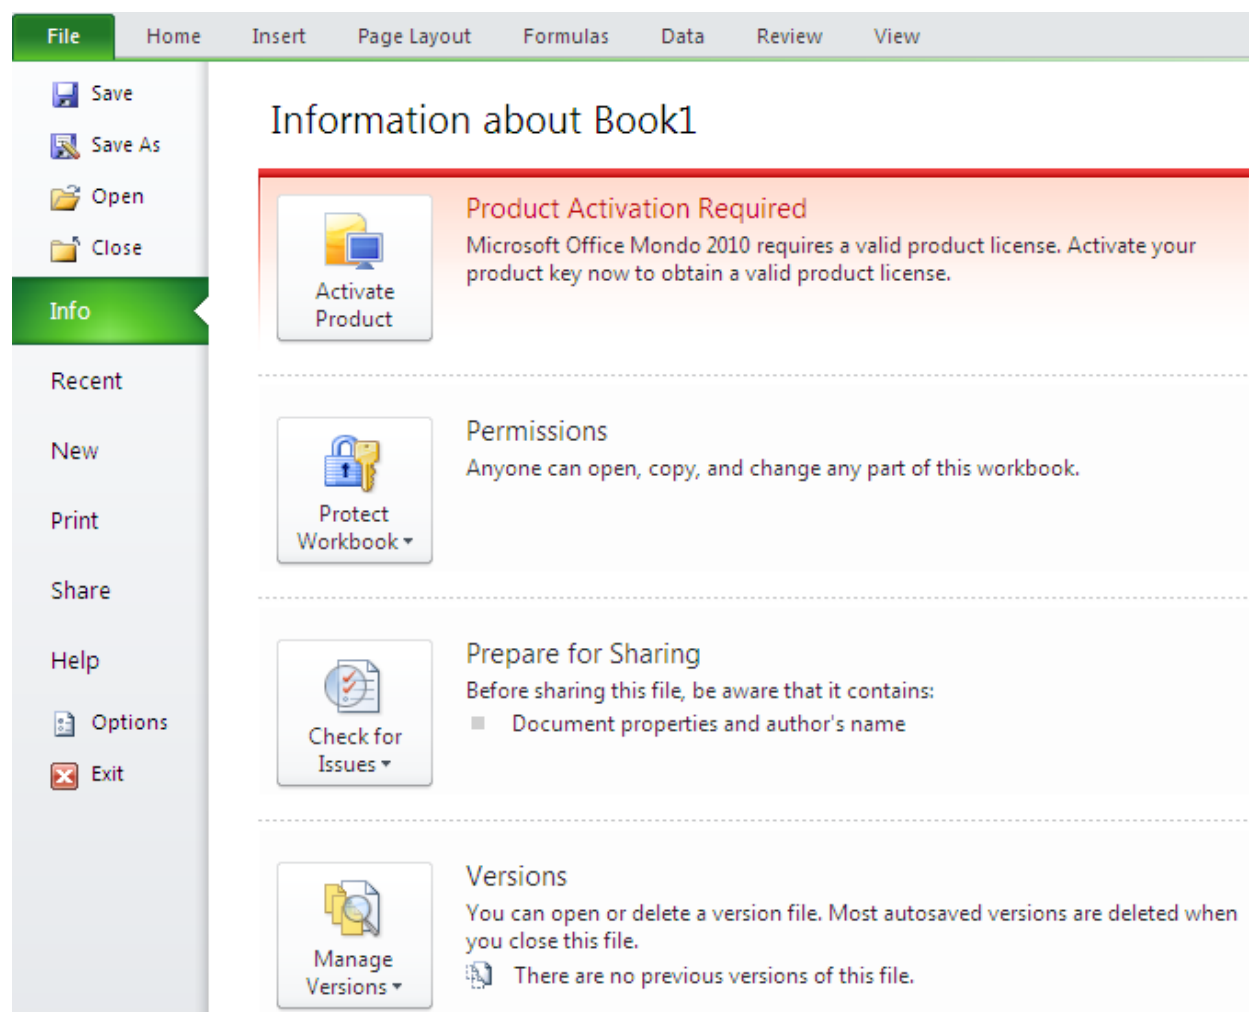 File Home Insert Page Layout Formulas Data Review View
Save
Save As
Open
Close
Info
Recent
New
Print
Share
Help
Options
Exit
Information about Book1
Activate
Product
Product Activation Required
Microsoft Office Mondo 2010 requires a valid product license. Activate your
product key now to obtain a valid product license.
Protect
Workbook
Permissions
Anyone can open, copy, and change any part of this workbook.
Check for
Issues
Prepare for Sharing
Before sharing this file, be aware that it contains:
Document properties and author's name
Manage
Versions
Versions
You can open or delete a version file. Most autosaved versions are deleted when
you close this file.
There are no previous versions of this file.